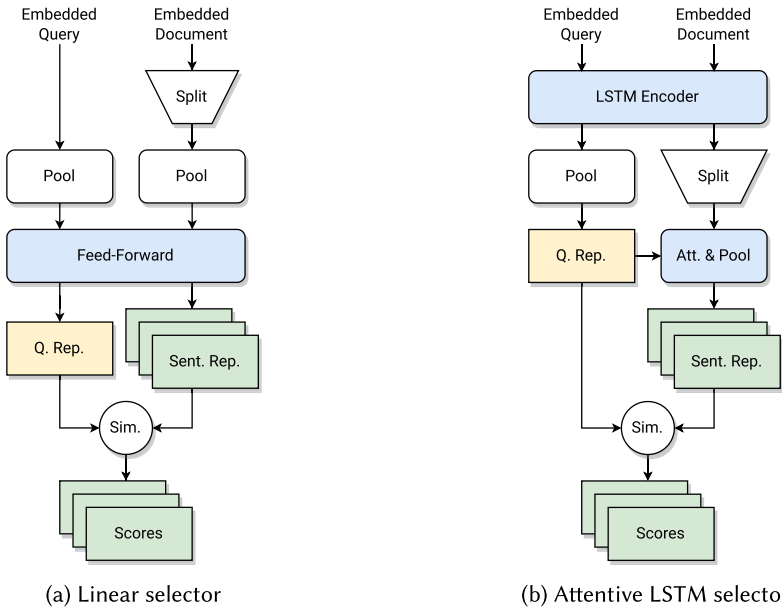 Embedded
Query
Embedded
Document
Split
Pool
Pool
Feed-Forward
Q. Rep.
Sent. Rep.
Sim.
Scores
(a) Linear selector
Embedded
Query
Embedded
Document
LSTM Encoder
Pool
Split
Q. Rep.
Att. & Pool
Sent. Rep.
Sim.
Scores
(b) Attentive LSTM selecto